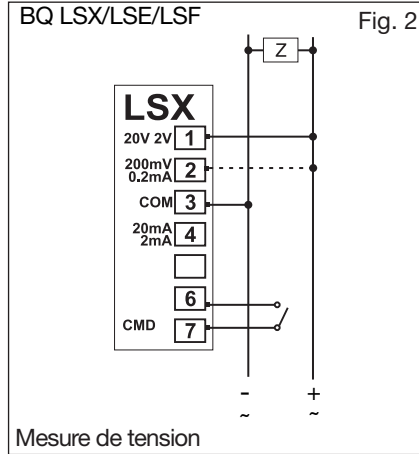 BQ LSX/LSE/LSF
Fig. 2
Z
LSX
20V 2V 1
200mV
0.2mA 2
COM 3
20mA
2mA 4
6
CMD 7
- +
~ ~
Mesure de tension